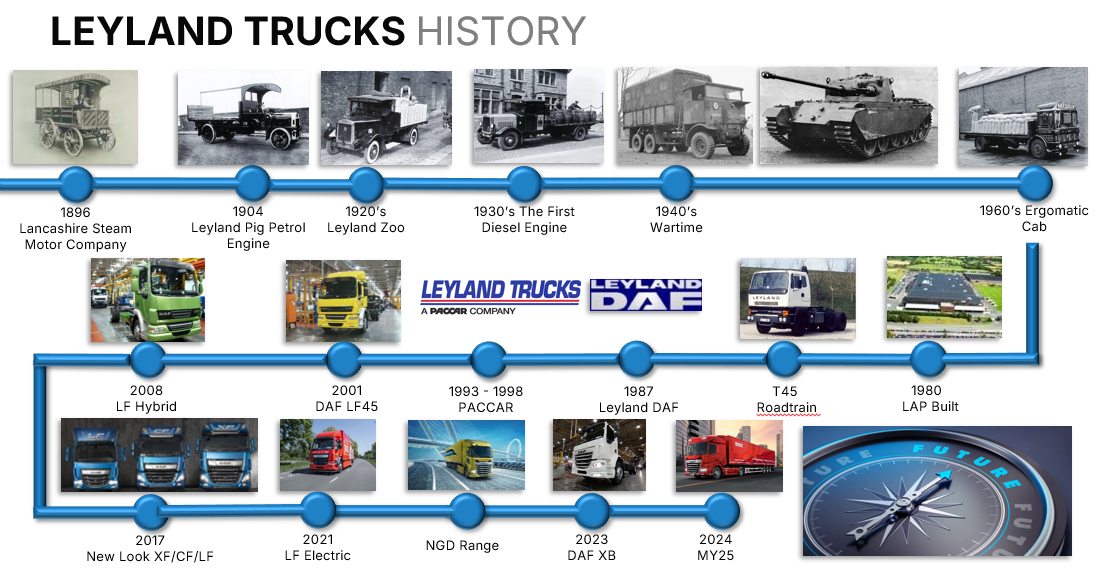 LEYLAND TRUCKS HISTORY
1896
Lancashire Steam
Motor Company
1904
Leyland Pig Petrol
Engine
1920's
Leyland Zoo
1930's The First
Diesel Engine
1940's
Wartime
1960's Ergomatic
Cab
LEYLAND TRUCKS
A PACCAR COMPANY
LEYLAND
DAF
LEYLAND
2008
LF Hybrid
2001
DAF LF45
1993 - 1998
PACCAR
1987
Leyland DAF
T45
Roadtrain
1980
LAP Built
2017
New Look XF/CF/LF
2021
LF Electric
NGD Range
2023
DAF XB
2024
MY25
FUTURE
FUTURE
FUTURE